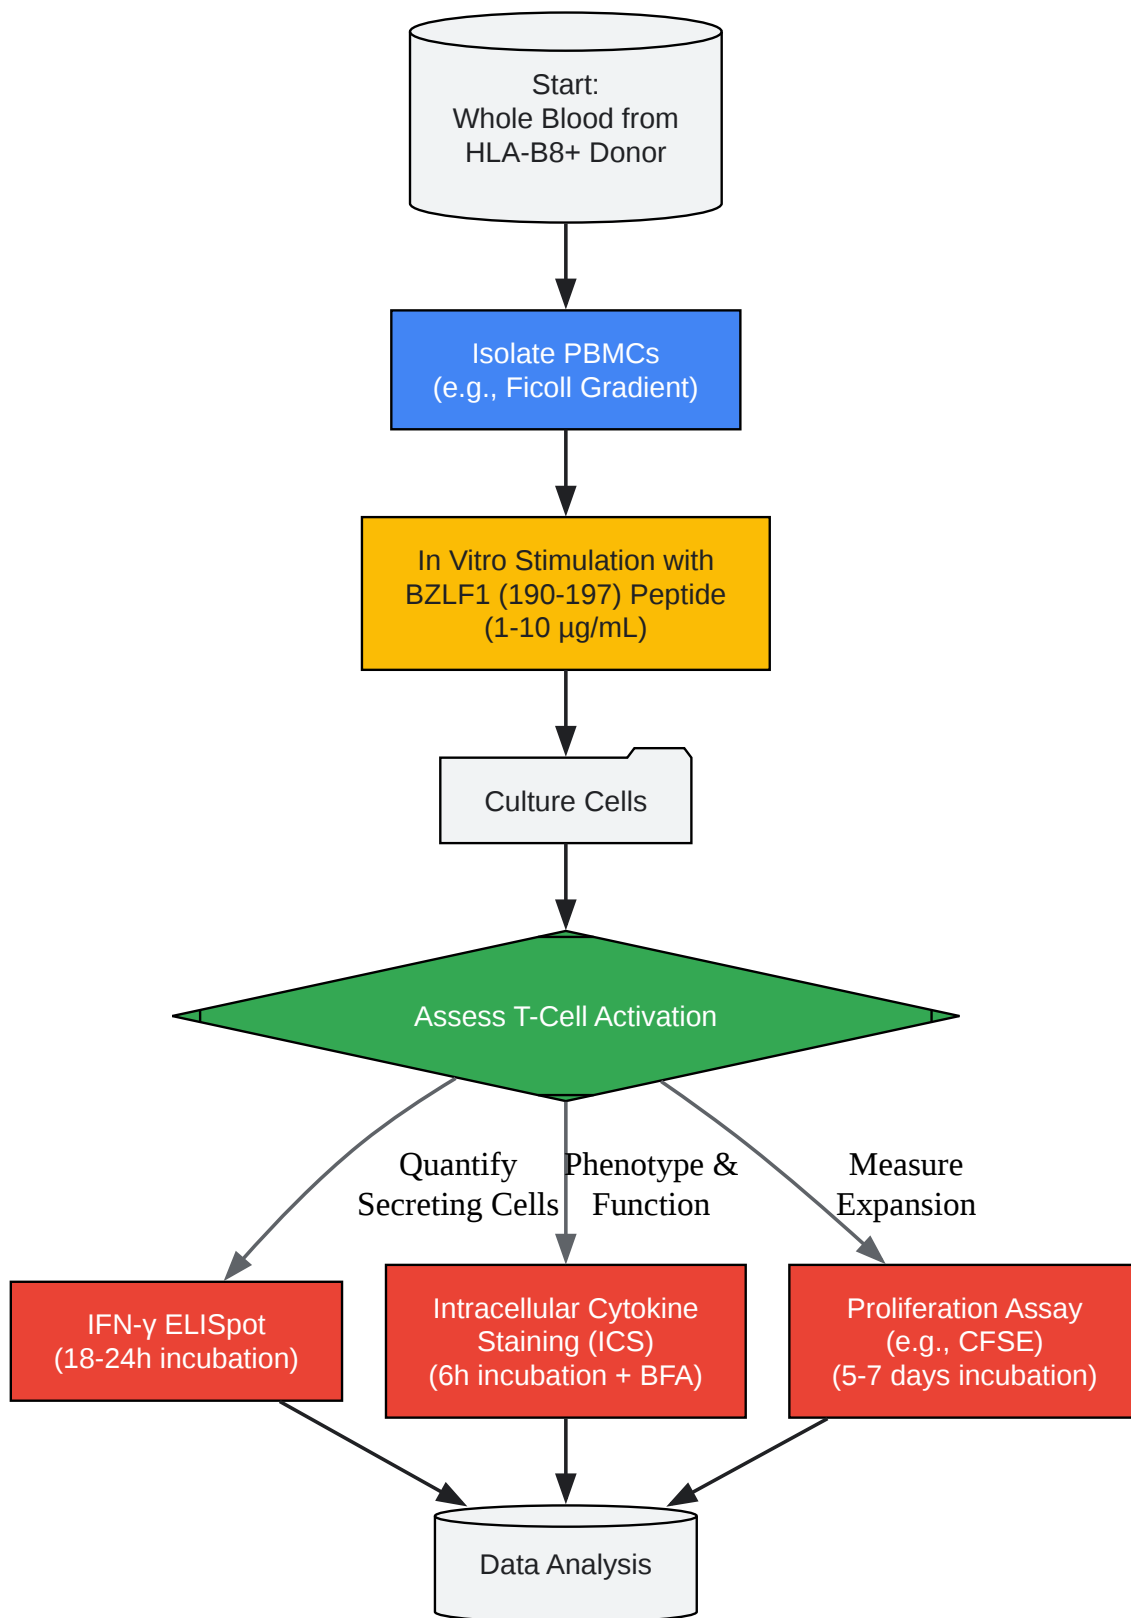 Start:
Whole Blood from
HLA-B8+ Donor
Isolate PBMCs
(e.g., Ficoll Gradient)
In Vitro Stimulation with
BZLF1 (190-197) Peptide
(1-10 µg/mL)
Culture Cells
Assess T-Cell Activation
Quantify
Secreting Cells
Phenotype &
Function
Measure
Expansion
IFN-γ ELISpot
(18-24h incubation)
Intracellular Cytokine
Staining (ICS)
(6h incubation + BFA)
Proliferation Assay
(e.g., CFSE)
(5-7 days incubation)
Data Analysis